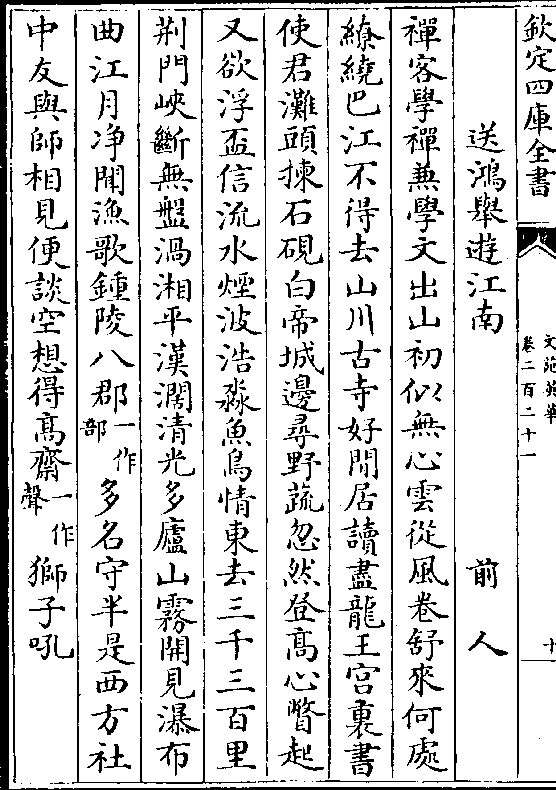 欽定四庫全書
文苑英華
卷二百二十一
十
送鴻舉遊江南 前人
禪客學禪兼學文出山初似無心雲從風卷舒來何處
繚繞巴江不得去山川古寺好閒居讀盡龍王宮裏書
使君灘頭揀石硯白帝城邊尋野蔬忽然登高心瞥起
又欲浮盃信流水煙波浩淼魚鳥情東去三千三百里
荆門峽斷無盤渦湘平漢濶清光多廬山霧開見瀑布
曲江月净聞漁歌鍾陵八郡一作部多名守半是西方社
中友與師相見便談空想得髙齋一作聲獅子吼